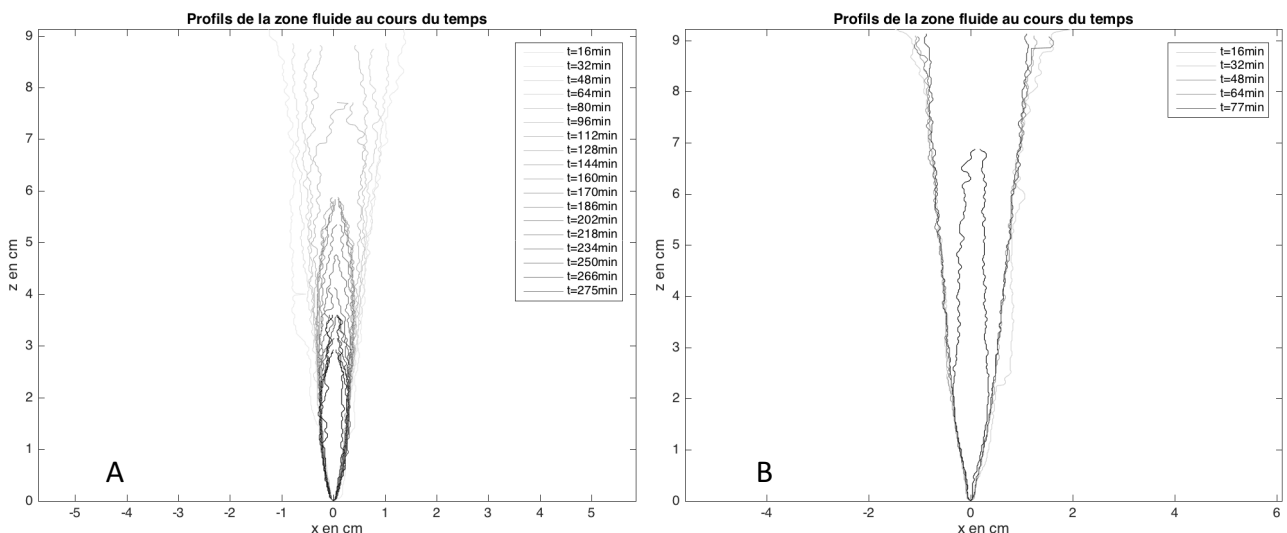 Profils de la zone fluide au cours du temps
9
8
7
6
5
4
3
2
1
0
z en cm
-5 -4 -3 -2 -1 0 1 2 3 4 5
x en cm
t=16min
t=32min
t=48min
t=64min
t=80min
t=96min
t=112min
t=128min
t=144min
t=160min
t=170min
t=186min
t=202min
t=218min
t=234min
t=250min
t=266min
t=275min
A
Profils de la zone fluide au cours du temps
9
8
7
6
5
4
3
2
1
0
z en cm
-4 -2 0 2 4 6
x en cm
t=16min
t=32min
t=48min
t=64min
t=77min
B